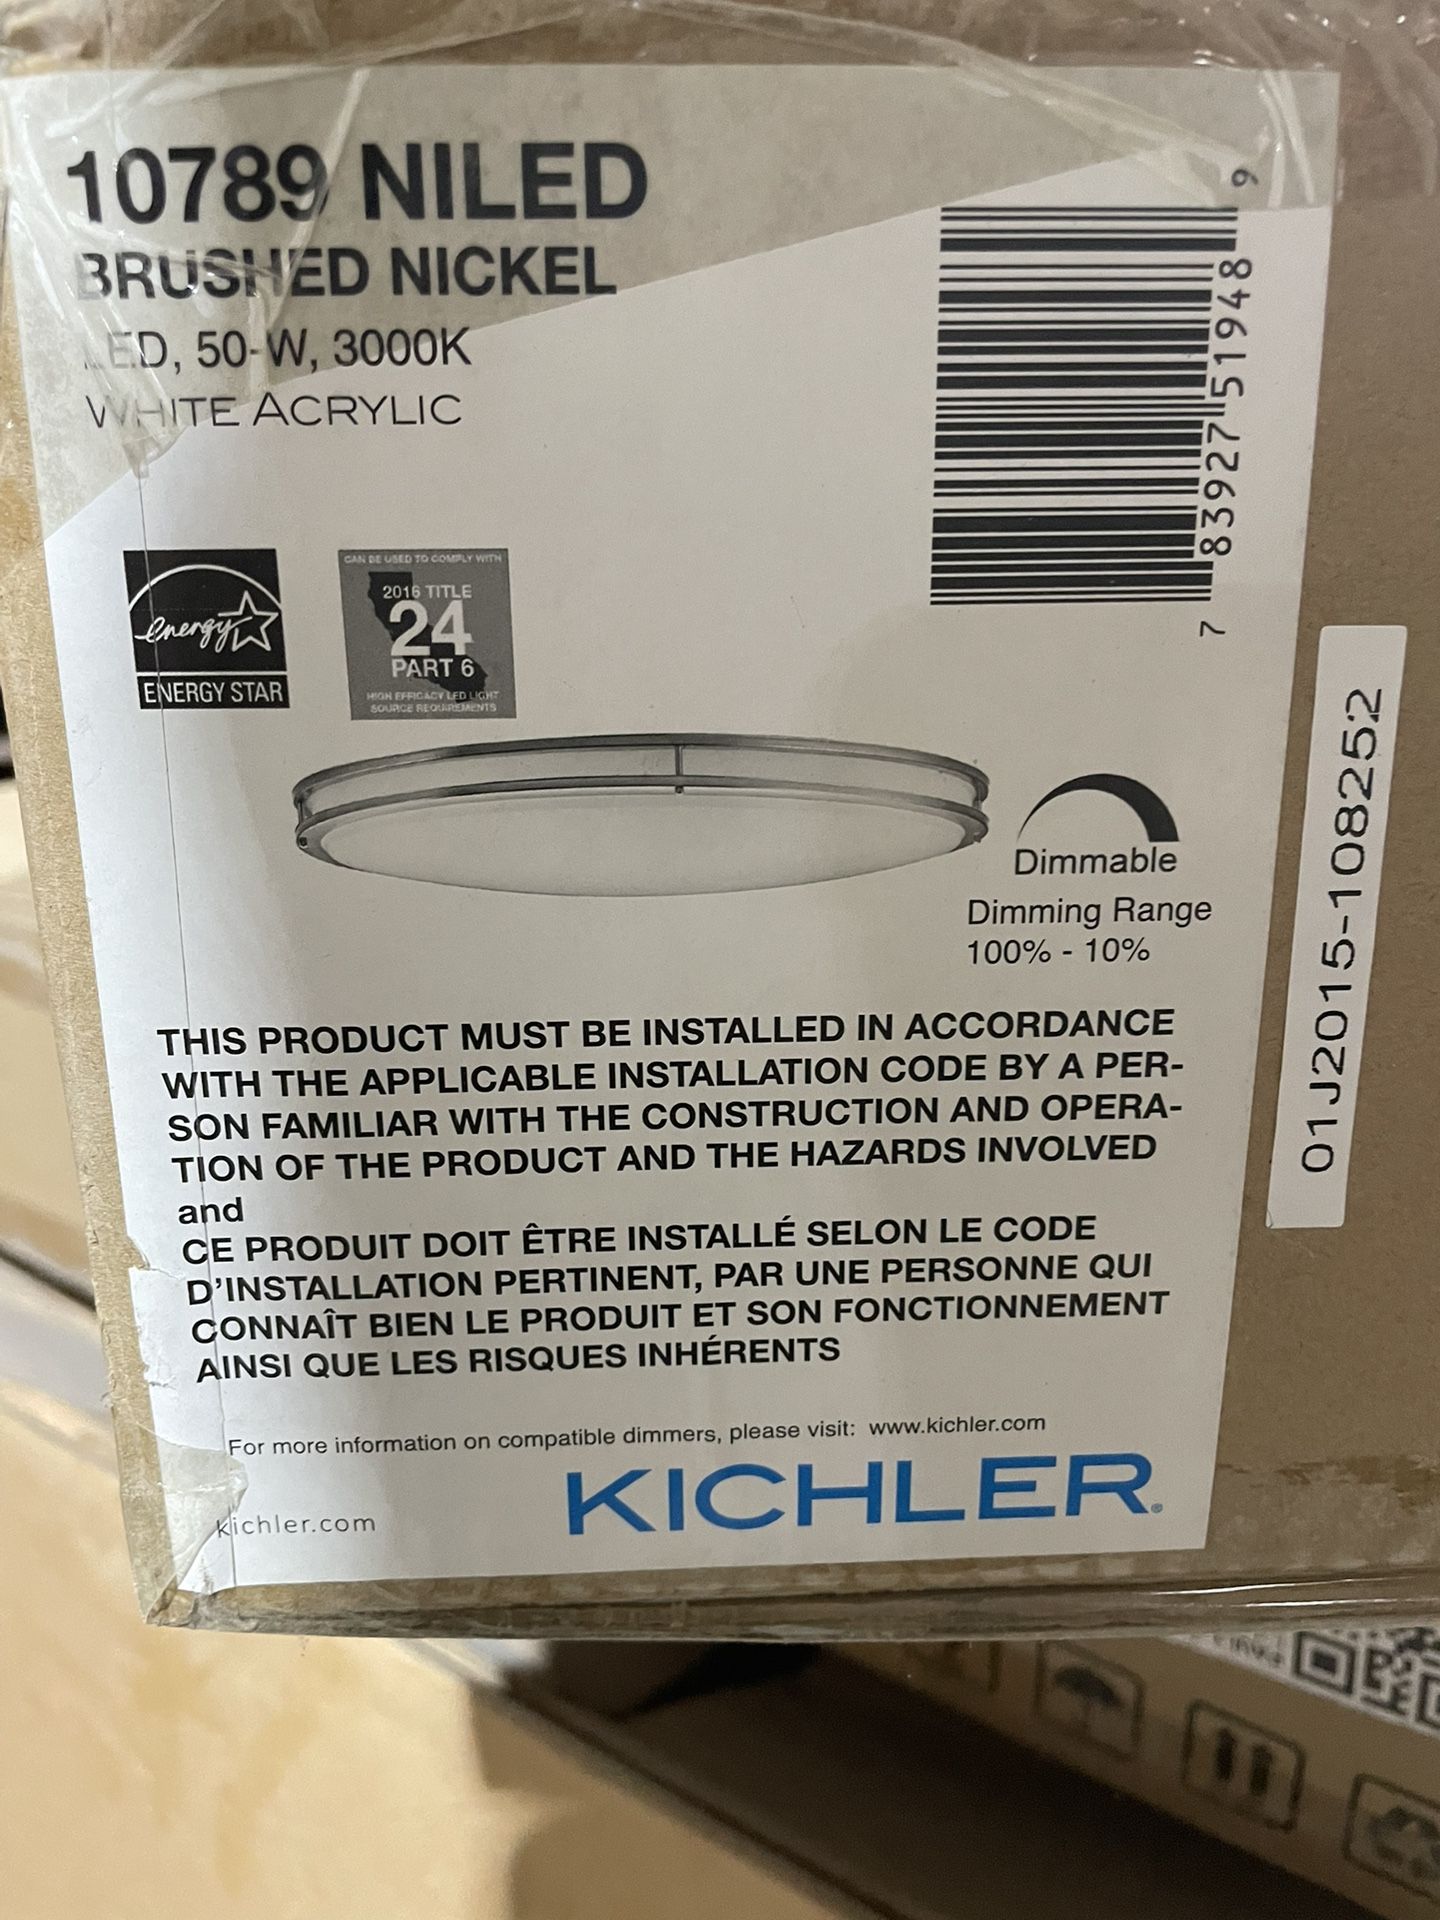 10789 NILED
BRUSHED NICKEL
LED, 50-W, 3000K
WHITE ACRYLIC
7 83927 51948 9
energy
ENERGY STAR
CAN BE USED TO COMPLY WITH
2016 TITLE
24
PART 6
HIGH EFFICACY LED LIGHT
SOURCE REQUIREMENTS
Dimmable
Dimming Range
100% - 10%
01J2015-108252
THIS PRODUCT MUST BE INSTALLED IN ACCORDANCE
WITH THE APPLICABLE INSTALLATION CODE BY A PER-
SON FAMILIAR WITH THE CONSTRUCTION AND OPERA-
TION OF THE PRODUCT AND THE HAZARDS INVOLVED
and
CE PRODUIT DOIT ÊTRE INSTALLÉ SELON LE CODE
D'INSTALLATION PERTINENT, PAR UNE PERSONNE QUI
CONNAÎT BIEN LE PRODUIT ET SON FONCTIONNEMENT
AINSI QUE LES RISQUES INHÉRENTS
For more information on compatible dimmers, please visit: www.kichler.com
kichler.com
KICHLER®